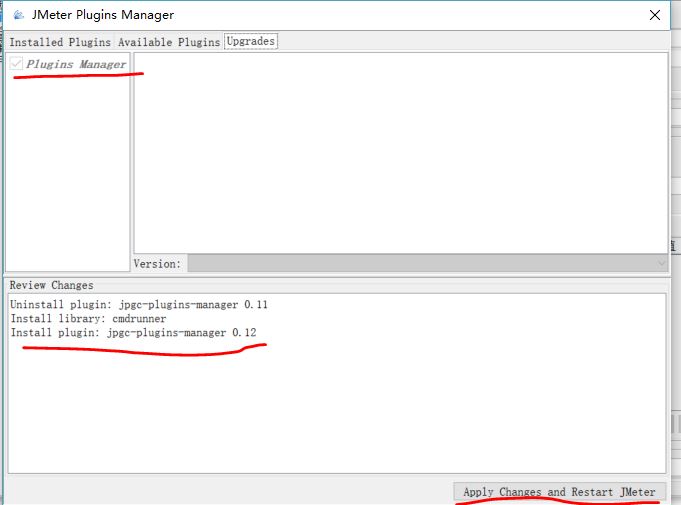 JMeter Plugins Manager
Installed Plugins Available Plugins Upgrades
Plugins Manager
Version:
Review Changes
Uninstall plugin: jpgc-plugins-manager 0.11
Install library: cmdrunner
Install plugin: jpgc-plugins-manager 0.12
Apply Changes and Restart JMeter